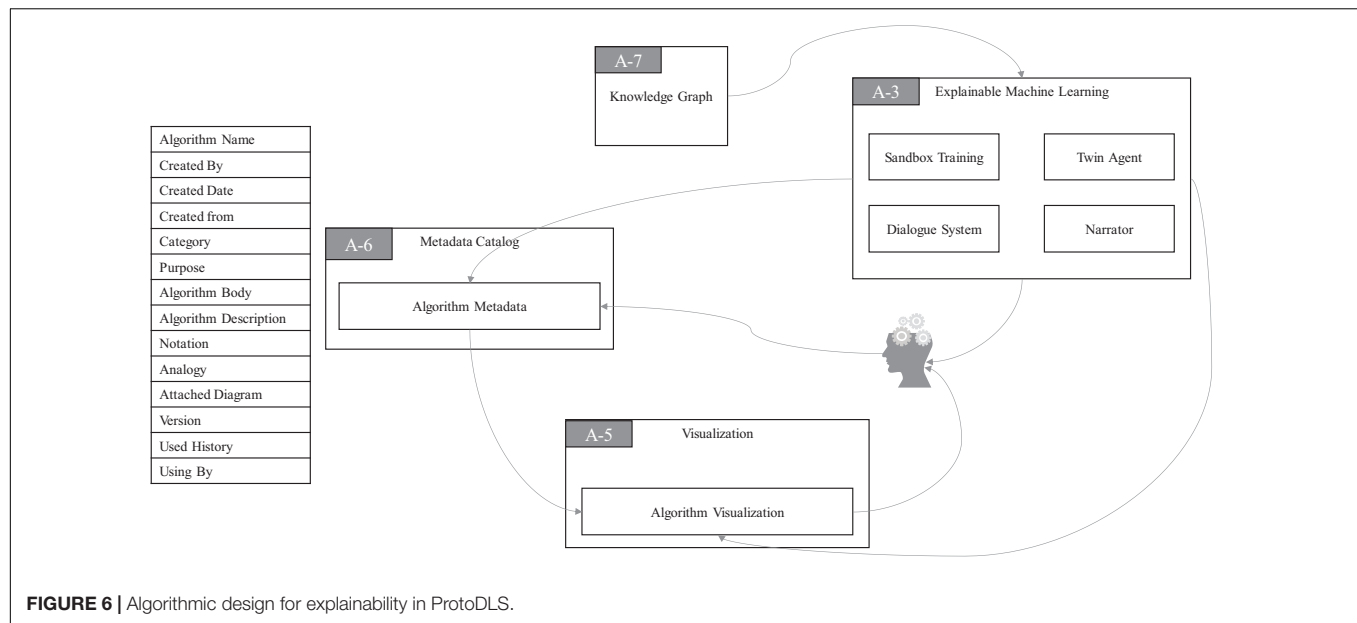 A-7
Knowledge Graph
A-3
Explainable Machine Learning
Sandbox Training
Twin Agent
Dialogue System
Narrator
Algorithm Name
Created By
Created Date
Created from
Category
Purpose
Algorithm Body
Algorithm Description
Notation
Analogy
Attached Diagram
Version
Used History
Using By
A-6
Metadata Catalog
Algorithm Metadata
A-5
Visualization
Algorithm Visualization
FIGURE 6 | Algorithmic design for explainability in ProtoDLS.